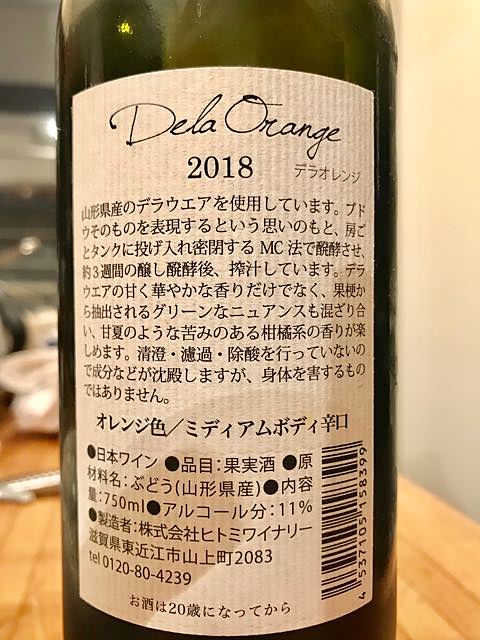 Dela Orange
2018 デラオレンジ
山形県産のデラウエアを使用しています。ブド
ウそのものを表現するという思いのもと、房ご
とタンクに投げ入れ密閉する MC 法で醗酵させ、
約3週間の醸し醗酵後、搾汁しています。デラ
ウエアの甘く華やかな香りだけでなく、果梗か
ら抽出されるグリーンなニュアンスも混ざり合
い、甘夏のような苦みのある柑橘系の香りが楽
しめます。清澄・濾過・除酸を行っていないの
で成分などが沈殿しますが、身体を害するもの
ではありません。
オレンジ色／ミディアムボディ辛口
●日本ワイン ●品目：果実酒 ●原
材料名：ぶどう(山形県産)●内容
量：750ml●アルコール分：11%
●製造者：株式会社ヒトミワイナリー
滋賀県東近江市山上町2083
tel 0120-80-4239
お酒は20歳になってから
4 537105 158399